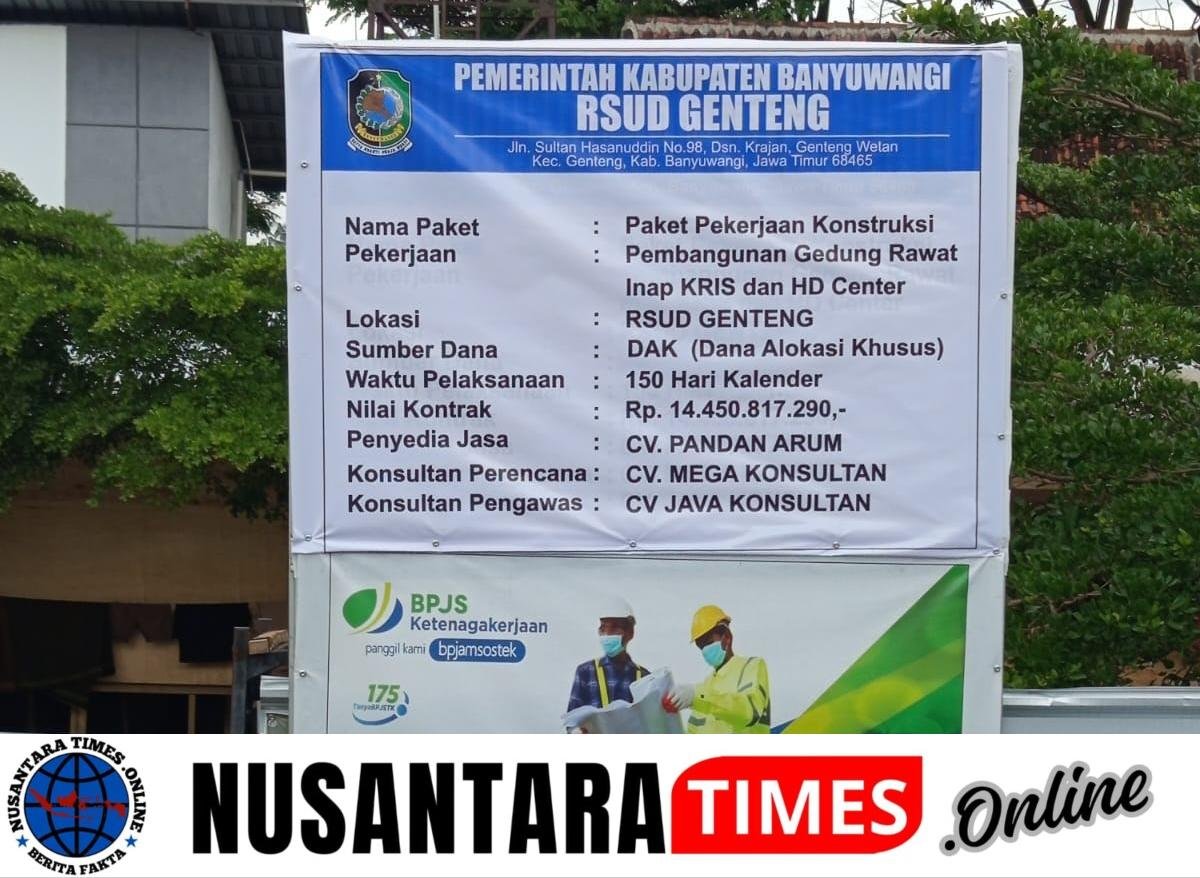 PEMERINTAH KABUPATEN BANYUWANGI
RSUD GENTENG
Jln. Sultan Hasanuddin No.98, Dsn. Krajan, Genteng Wetan
Kec. Genteng, Kab. Banyuwangi, Jawa Timur 68465
Nama Paket : Paket Pekerjaan Konstruksi
Pekerjaan : Pembangunan Gedung Rawat
Inap KRIS dan HD Center
Lokasi : RSUD GENTENG
Sumber Dana : DAK (Dana Alokasi Khusus)
Waktu Pelaksanaan : 150 Hari Kalender
Nilai Kontrak : Rp. 14.450.817.290,-
Penyedia Jasa : CV. PANDAN ARUM
Konsultan Perencana : CV. MEGA KONSULTAN
Konsultan Pengawas : CV JAVA KONSULTAN
BPJS
Ketenagakerjaan
panggil kami bpjamsostek
175
TanyaBPJSTK
NUSANTARA TIMES.ONLINE
BERITA FAKTA
NUSANTARA TIMES .Online